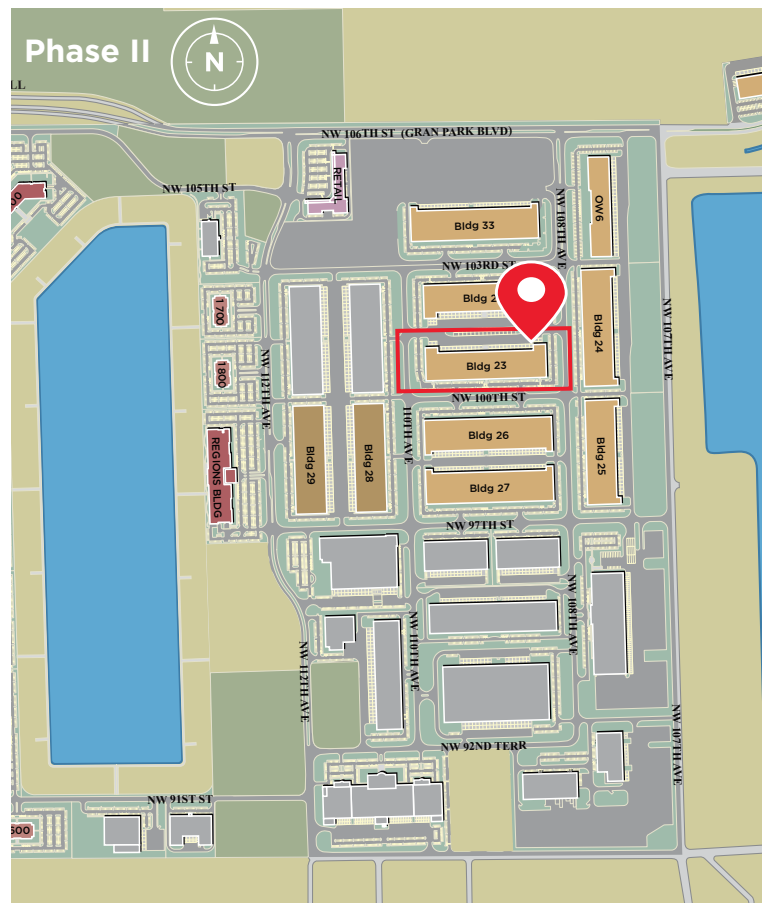 Phase II
N
LL
NW 106TH ST (GRAN PARK BLVD)
RETAIL
NW 105TH ST
NW 108TH AVE
OW6
Bldg 33
NW 103RD ST
1700
Bldg 23
Bldg 24
NW 107TH AVE
1800
NW 112TH AVE
NW 100TH ST
110TH AVE
REGIONS BLDG
Bldg 29
Bldg 28
Bldg 26
Bldg 25
Bldg 27
NW 97TH ST
NW 108TH AVE
NW 110TH AVE
NW 112TH AVE
NW 92ND TERR
NW 107TH AVE
NW 91ST ST